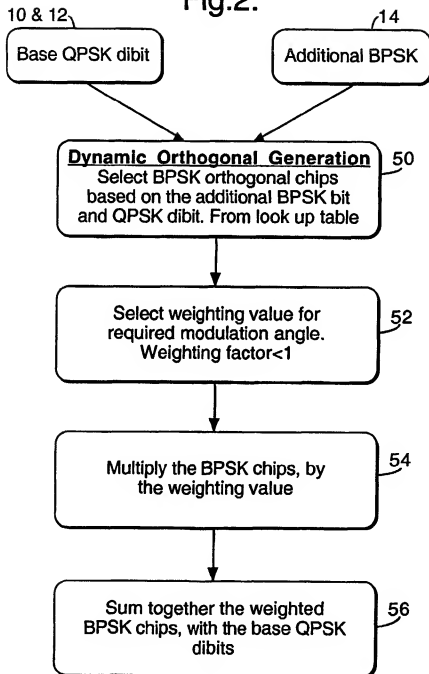 Fig.2.
10 & 12
14
Base QPSK dibit
Additional BPSK
Dynamic Orthogonal Generation
50
Select BPSK orthogonal chips
based on the additional BPSK bit
and QPSK dibit. From look up table
Select weighting value for
required modulation angle.
Weighting factor<1
52
Multiply the BPSK chips, by
the weighting value
54
Sum together the weighted
BPSK chips, with the base QPSK
dibits
56